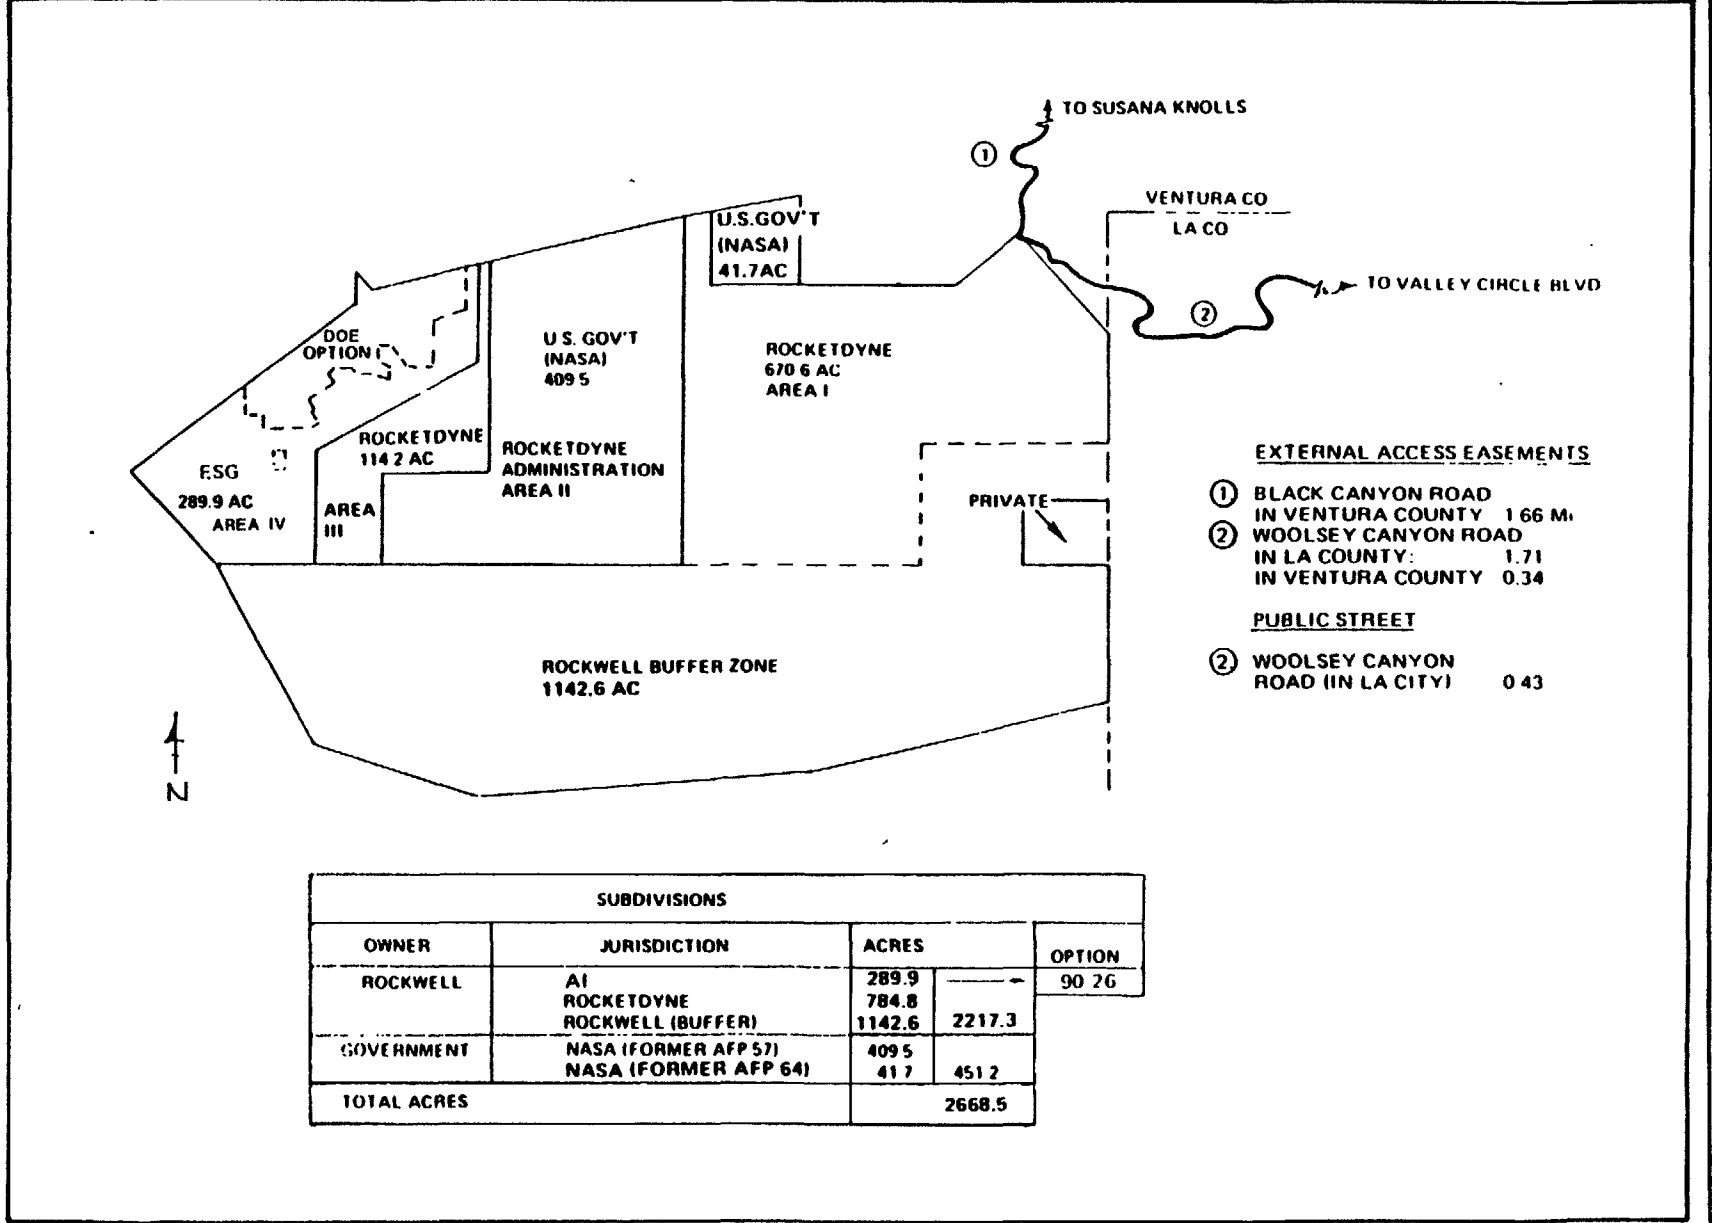 TO SUSANA KNOLLS
1
VENTURA CO
LA CO
U.S.GOV'T
(NASA)
41.7AC
TO VALLEY CIRCLE BLVD
2
DOE
OPTION
U S. GOV'T
(NASA)
409 5
ROCKETDYNE
670 6 AC
AREA I
ROCKETDYNE
114 2 AC
ROCKETDYNE
ADMINISTRATION
AREA II
ESG
289.9 AC
AREA IV
AREA
III
PRIVATE
EXTERNAL ACCESS EASEMENTS
1 BLACK CANYON ROAD
IN VENTURA COUNTY 1 66 Mi
2 WOOLSEY CANYON ROAD
IN LA COUNTY: 1.71
IN VENTURA COUNTY 0.34
PUBLIC STREET
2 WOOLSEY CANYON
ROAD (IN LA CITY) 0 43
ROCKWELL BUFFER ZONE
1142.6 AC
N
SUBDIVISIONS
OWNER JURISDICTION ACRES OPTION
ROCKWELL AI 289.9 90 26
ROCKETDYNE 784.8
ROCKWELL (BUFFER) 1142.6 2217.3
GOVERNMENT NASA (FORMER AFP 57) 409 5
NASA (FORMER AFP 64) 41 7 451 2
TOTAL ACRES 2668.5